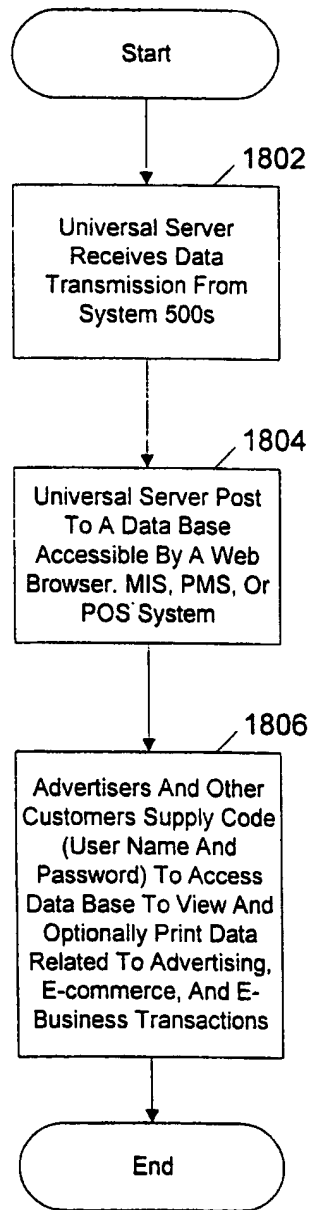 Start
1802
Universal Server
Receives Data
Transmission From
System 500s
1804
Universal Server Post
To A Data Base
Accessible By A Web
Browser. MIS, PMS, Or
POS System
1806
Advertisers And Other
Customers Supply Code
(User Name And
Password) To Access
Data Base To View And
Optionally Print Data
Related To Advertising,
E-commerce, And E-
Business Transactions
End